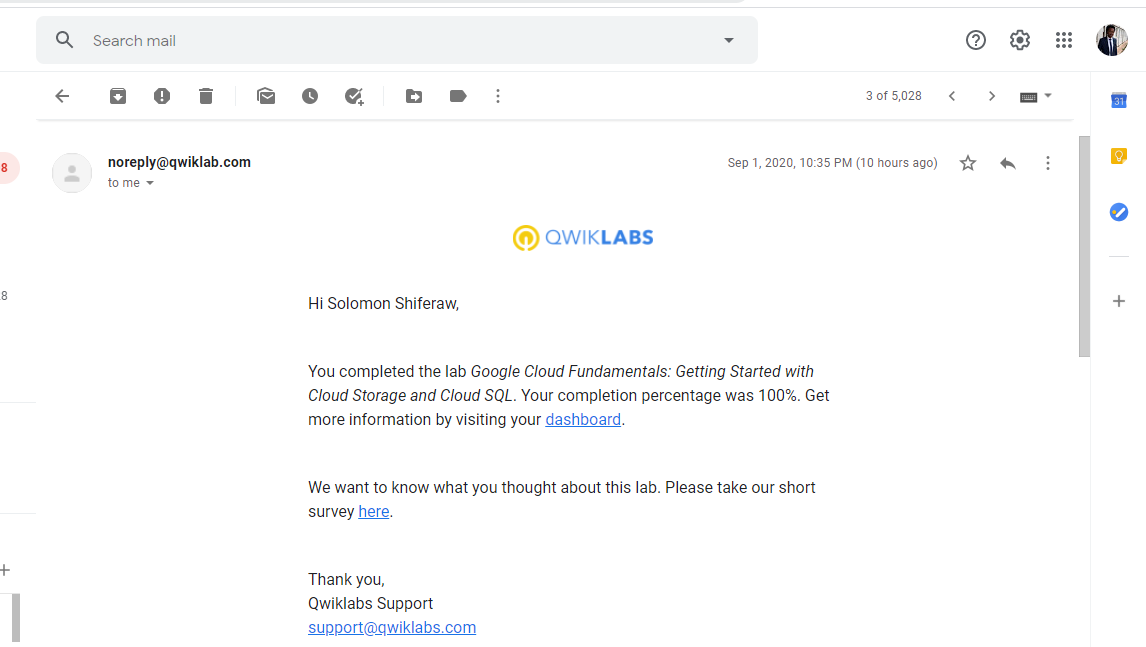 Search mail
3 of 5,028
31
8
noreply@qwiklab.com
Sep 1, 2020, 10:35 PM (10 hours ago)
to me
QWIKLABS
8
Hi Solomon Shiferaw,
You completed the lab Google Cloud Fundamentals: Getting Started with
Cloud Storage and Cloud SQL. Your completion percentage was 100%. Get
more information by visiting your dashboard.
We want to know what you thought about this lab. Please take our short
survey here.
Thank you,
Qwiklabs Support
support@qwiklabs.com